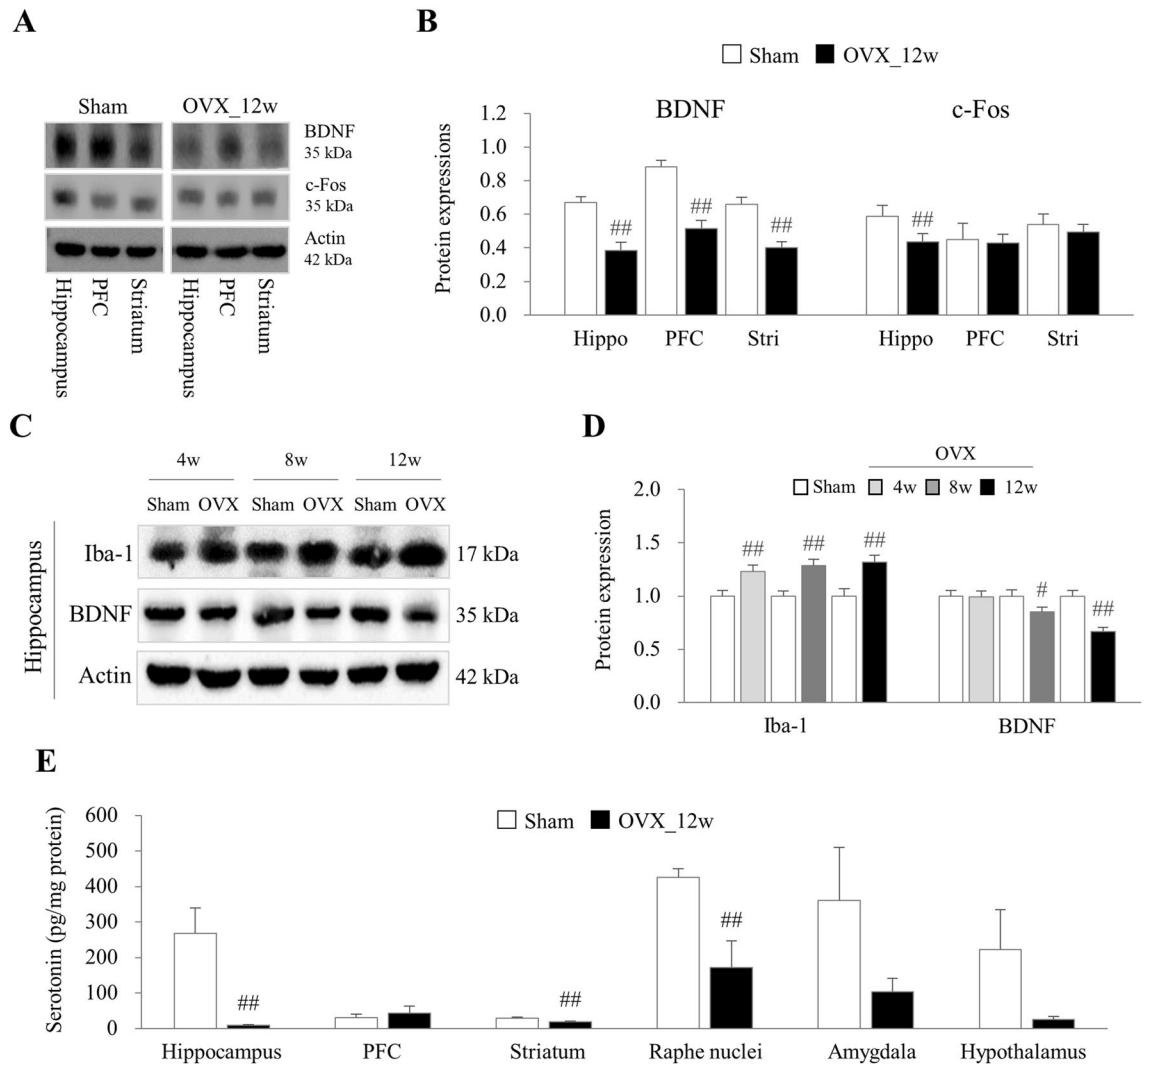 A
Sham OVX_12w
BDNF
35 kDa
c-Fos
35 kDa
Actin
42 kDa
Hippocampus
PFC
Striatum
Hippocampus
PFC
Striatum
B
Sham OVX_12w
BDNF c-Fos
Protein expressions
1.2
1.0
0.8
0.6
0.4
0.2
0.0
## ## ## ##
Hippo PFC Stri Hippo PFC Stri
C
4w 8w 12w
Sham OVX Sham OVX Sham OVX
Hippocampus
Iba-1 17 kDa
BDNF 35 kDa
Actin 42 kDa
D
OVX
Sham 4w 8w 12w
Protein expression
2.0
1.5
1.0
0.5
0.0
## ## ## # ##
Iba-1 BDNF
E
Sham OVX_12w
Serotonin (pg/mg protein)
600
500
400
300
200
100
0
## ## ##
Hippocampus PFC Striatum Raphe nuclei Amygdala Hypothalamus